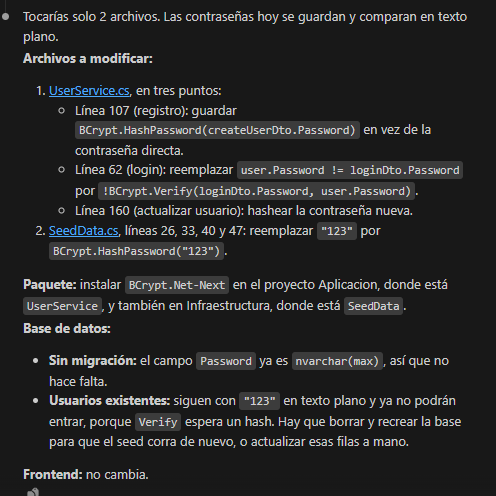 Tocarías solo 2 archivos. Las contraseñas hoy se guardan y comparan en texto
plano.
Archivos a modificar:
1. UserService.cs, en tres puntos:
○ Línea 107 (registro): guardar
BCrypt.HashPassword(createUserDto.Password) en vez de la
contraseña directa.
○ Línea 62 (login): reemplazar user.Password != loginDto.Password
por !BCrypt.Verify(loginDto.Password, user.Password).
○ Línea 160 (actualizar usuario): hashear la contraseña nueva.
2. SeedData.cs, líneas 26, 33, 40 y 47: reemplazar "123" por
BCrypt.HashPassword("123").
Paquete: instalar BCrypt.Net-Next en el proyecto Aplicacion, donde está
UserService, y también en Infraestructura, donde está SeedData.
Base de datos:
• Sin migración: el campo Password ya es nvarchar(max), así que no
hace falta.
• Usuarios existentes: siguen con "123" en texto plano y ya no podrán
entrar, porque Verify espera un hash. Hay que borrar y recrear la base
para que el seed corra de nuevo, o actualizar esas filas a mano.
Frontend: no cambia.